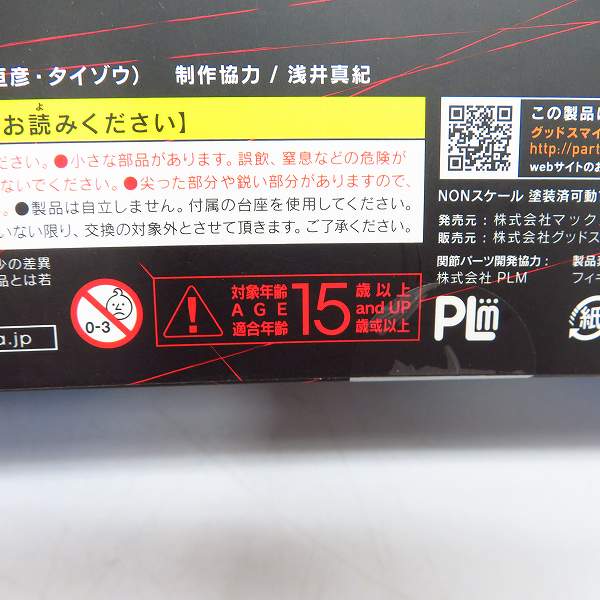 彦・タイゾウ) 制作協力 / 浅井真紀
お読みください】
よ
ださい。●小さな部品があります。誤飲、窒息などの危険が
ないでください。●尖った部分や鋭い部分がありますので、
。●製品は自立しません。付属の台座を使用してください。
いない限り、交換の対象外とさせて頂きます。ご了承ください。
少の差異
品とは若
a.jp
0-3
対象年齢
AGE
適合年齢
15
歳以上
and UP
歳或以上
この製品に
グッドスマイ
http://part
webサイトのお
NONスケール 塗装済可動
発売元 : 株式会社マック
販売元 : 株式会社グッドス
関節パーツ開発協力 :
株式会社 PLM
製品
フィギ
PLm
紙